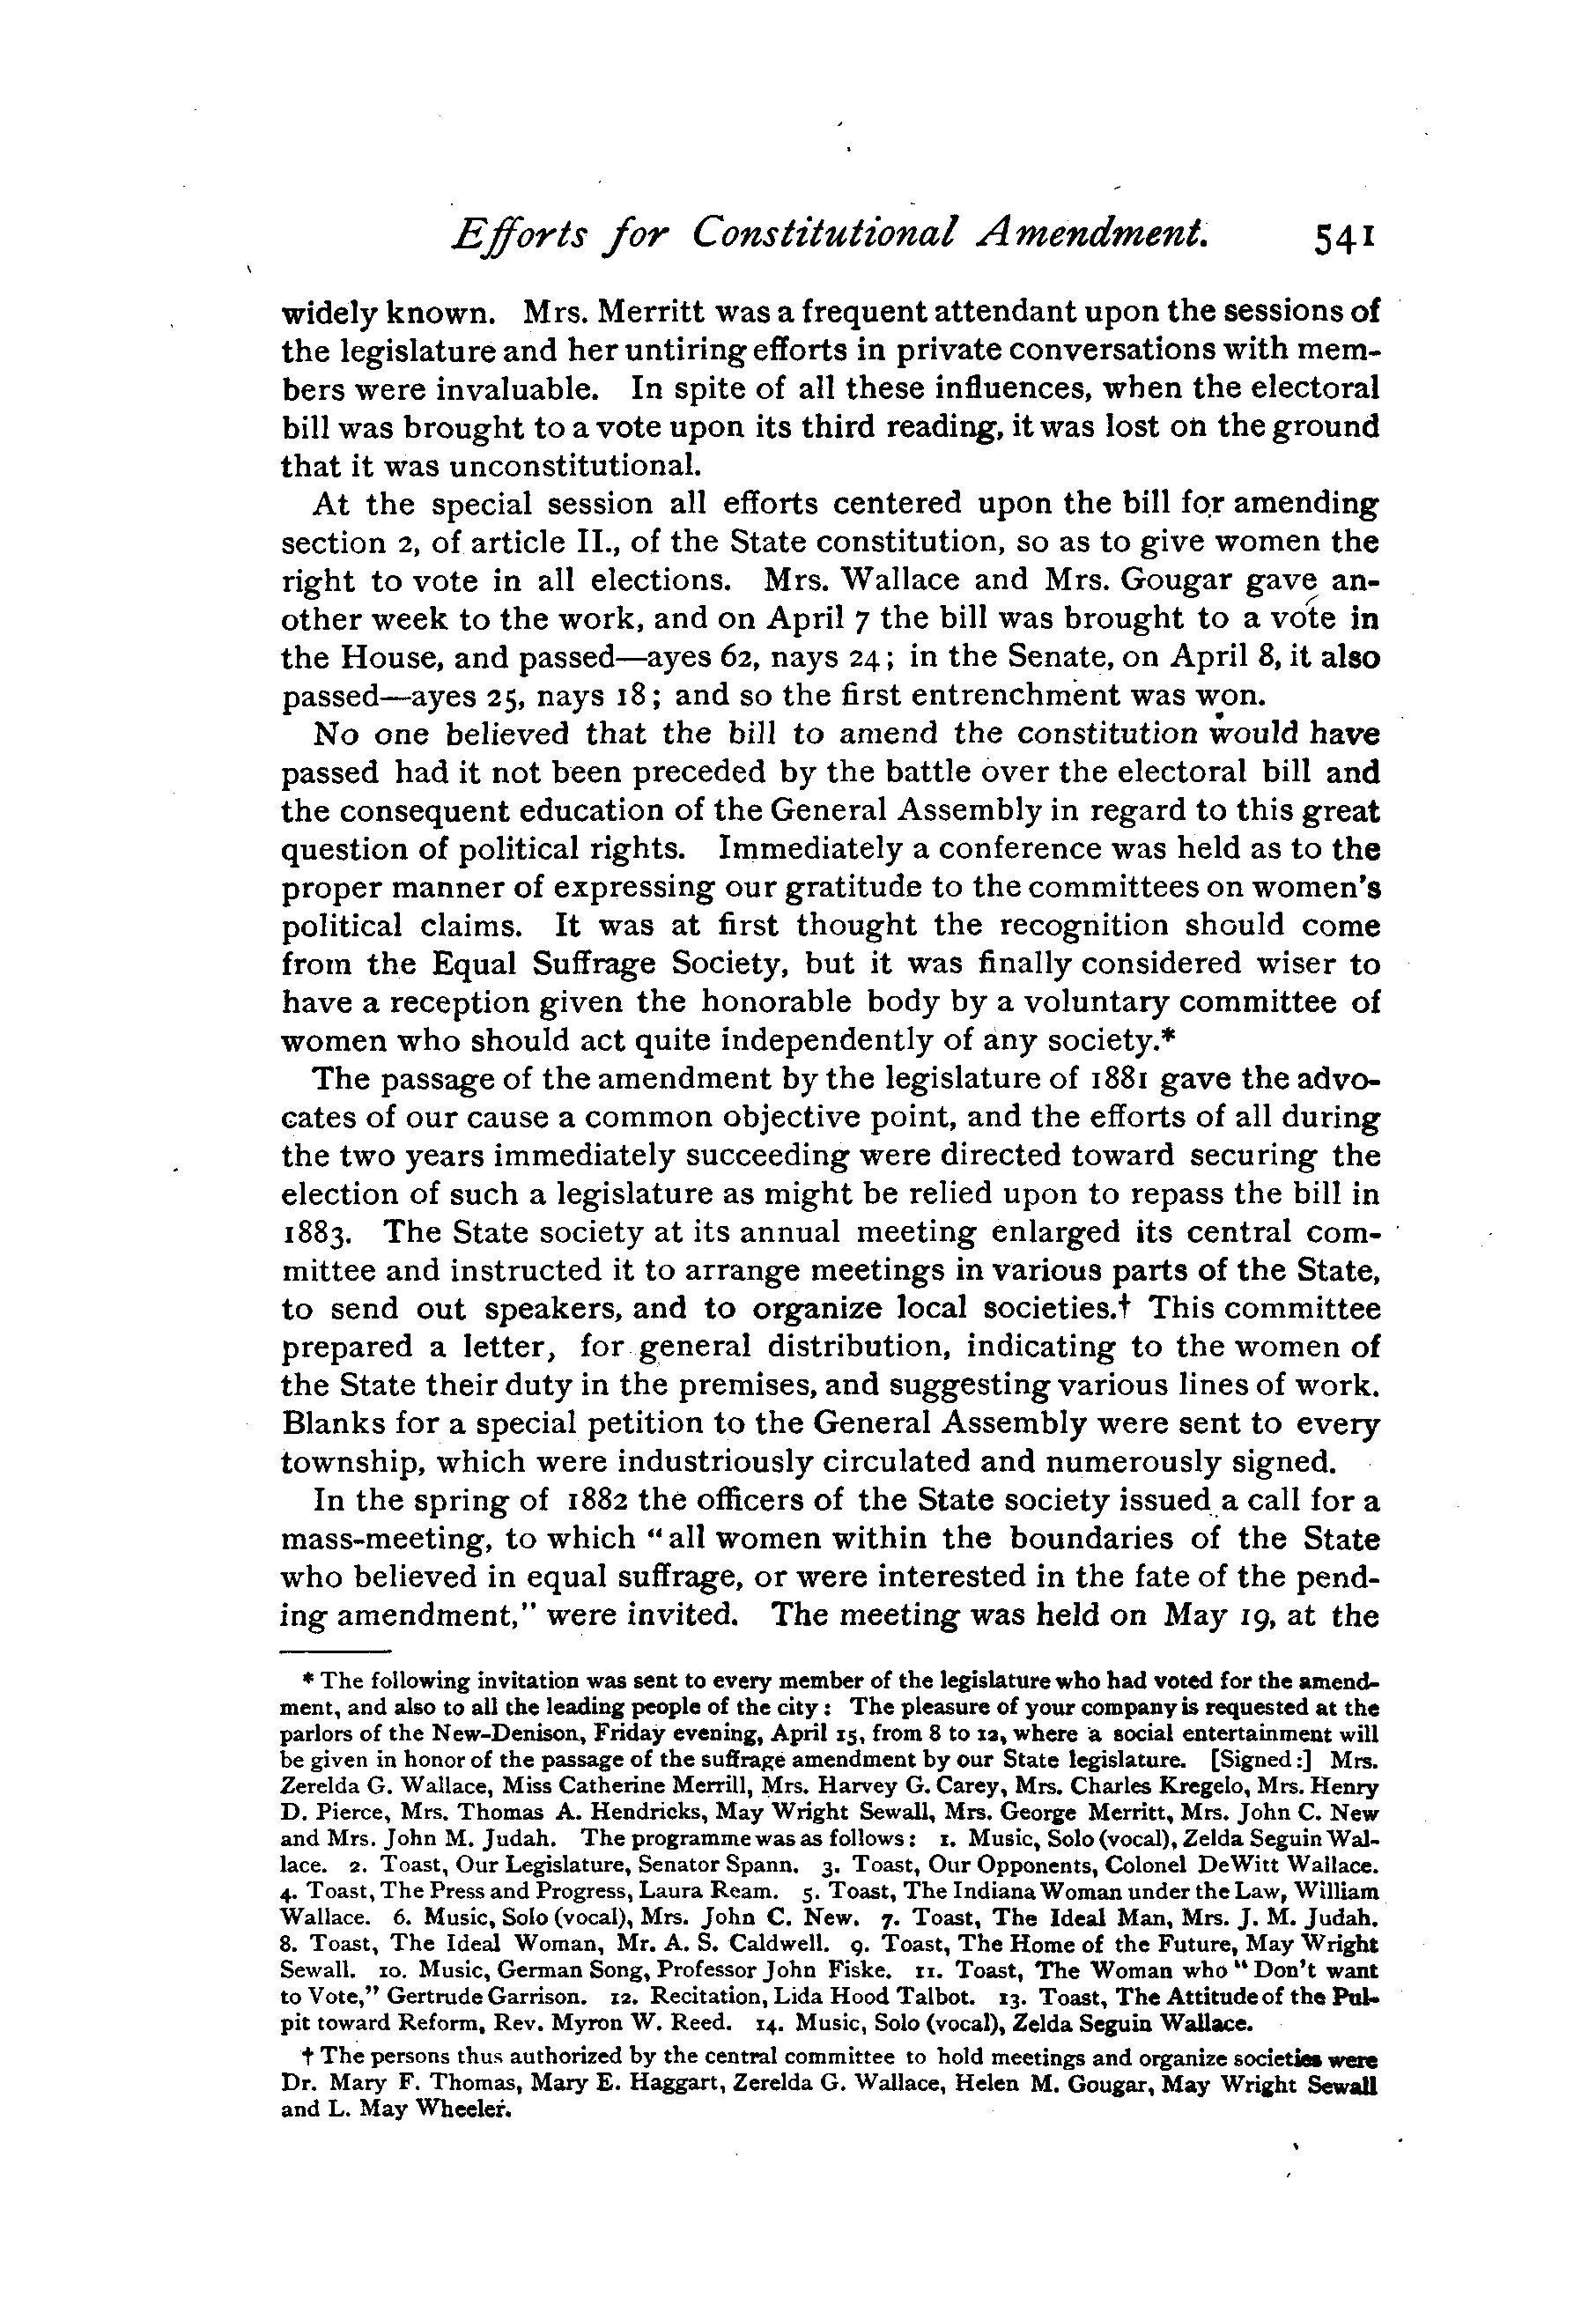 Efforts for Constitutional Amendment. 541
widely known. Mrs. Merritt was a frequent attendant upon the sessions of
the legislature and her untiring efforts in private conversations with mem-
bers were invaluable. In spite of all these influences, when the electoral
bill was brought to a vote upon its third reading, it was lost on the ground
that it was unconstitutional.
At the special session all efforts centered upon the bill for amending
section 2, of article II., of the State constitution, so as to give women the
right to vote in all elections. Mrs. Wallace and Mrs. Gougar gave an-
other week to the work, and on April 7 the bill was brought to a vote in
the House, and passed—ayes 62, nays 24; in the Senate, on April 8, it also
passed—ayes 25, nays 18; and so the first entrenchment was won.
No one believed that the bill to amend the constitution would have
passed had it not been preceded by the battle over the electoral bill and
the consequent education of the General Assembly in regard to this great
question of political rights. Immediately a conference was held as to the
proper manner of expressing our gratitude to the committees on women's
political claims. It was at first thought the recognition should come
from the Equal Suffrage Society, but it was finally considered wiser to
have a reception given the honorable body by a voluntary committee of
women who should act quite independently of any society.*
The passage of the amendment by the legislature of 1881 gave the advo-
cates of our cause a common objective point, and the efforts of all during
the two years immediately succeeding were directed toward securing the
election of such a legislature as might be relied upon to repass the bill in
1883. The State society at its annual meeting enlarged its central com-
mittee and instructed it to arrange meetings in various parts of the State,
to send out speakers, and to organize local societies.† This committee
prepared a letter, for general distribution, indicating to the women of
the State their duty in the premises, and suggesting various lines of work.
Blanks for a special petition to the General Assembly were sent to every
township, which were industriously circulated and numerously signed.
In the spring of 1882 the officers of the State society issued a call for a
mass-meeting, to which "all women within the boundaries of the State
who believed in equal suffrage, or were interested in the fate of the pend-
ing amendment," were invited. The meeting was held on May 19, at the
* The following invitation was sent to every member of the legislature who had voted for the amend-
ment, and also to all the leading people of the city: The pleasure of your company is requested at the
parlors of the New-Denison, Friday evening, April 15, from 8 to 12, where a social entertainment will
be given in honor of the passage of the suffrage amendment by our State legislature. [Signed:] Mrs.
Zerelda G. Wallace, Miss Catherine Merrill, Mrs. Harvey G. Carey, Mrs. Charles Kregelo, Mrs. Henry
D. Pierce, Mrs. Thomas A. Hendricks, May Wright Sewall, Mrs. George Merritt, Mrs. John C. New
and Mrs. John M. Judah. The programme was as follows: 1. Music, Solo (vocal), Zelda Seguin Wal-
lace. 2. Toast, Our Legislature, Senator Spann. 3. Toast, Our Opponents, Colonel DeWitt Wallace.
4. Toast, The Press and Progress, Laura Ream. 5. Toast, The Indiana Woman under the Law, William
Wallace. 6. Music, Solo (vocal), Mrs. John C. New. 7. Toast, The Ideal Man, Mrs. J. M. Judah.
8. Toast, The Ideal Woman, Mr. A. S. Caldwell. 9. Toast, The Home of the Future, May Wright
Sewall. 10. Music, German Song, Professor John Fiske. 11. Toast, The Woman who "Don't want
to Vote," Gertrude Garrison. 12. Recitation, Lida Hood Talbot. 13. Toast, The Attitude of the Pul-
pit toward Reform, Rev. Myron W. Reed. 14. Music, Solo (vocal), Zelda Seguin Wallace.
† The persons thus authorized by the central committee to hold meetings and organize societies were
Dr. Mary F. Thomas, Mary E. Haggart, Zerelda G. Wallace, Helen M. Gougar, May Wright Sewall
and L. May Wheeler.